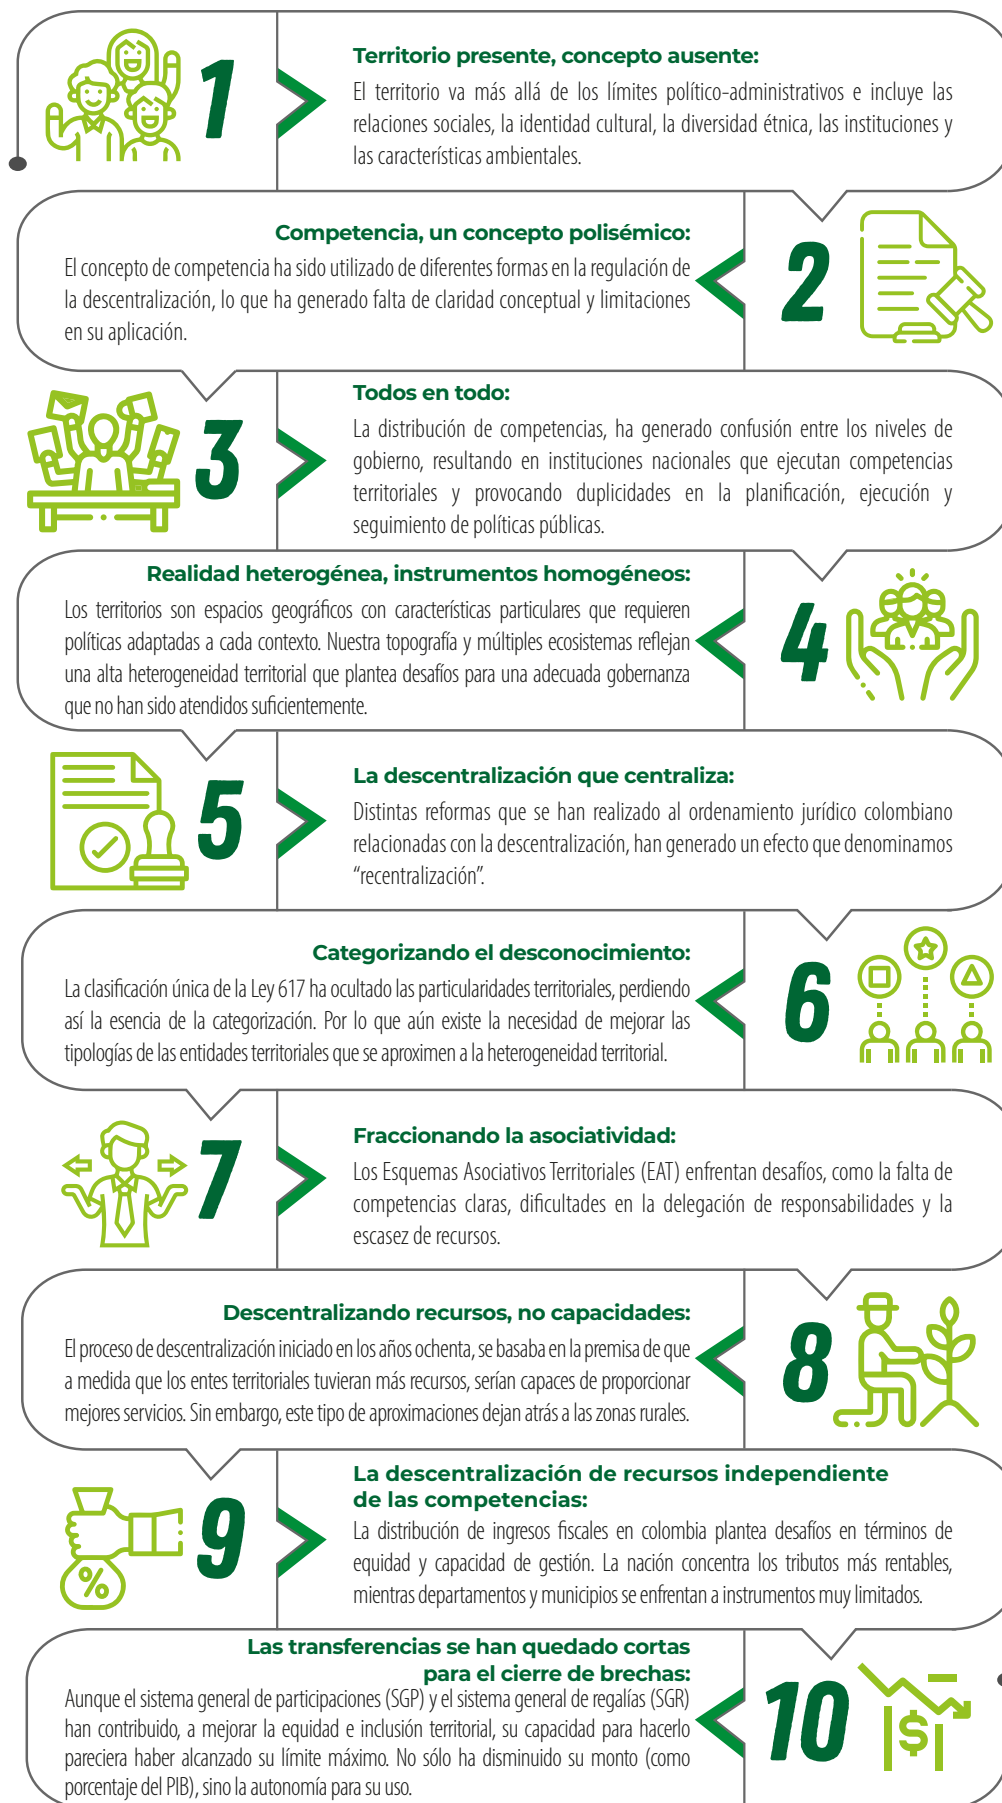 1
Territorio presente, concepto ausente:
El territorio va más allá de los límites político-administrativos e incluye las
relaciones sociales, la identidad cultural, la diversidad étnica, las instituciones y
las características ambientales.
2
Competencia, un concepto polisémico:
El concepto de competencia ha sido utilizado de diferentes formas en la regulación de
la descentralización, lo que ha generado falta de claridad conceptual y limitaciones
en su aplicación.
3
Todos en todo:
La distribución de competencias, ha generado confusión entre los niveles de
gobierno, resultando en instituciones nacionales que ejecutan competencias
territoriales y provocando duplicidades en la planificación, ejecución y
seguimiento de políticas públicas.
4
Realidad heterogénea, instrumentos homogéneos:
Los territorios son espacios geográficos con características particulares que requieren
políticas adaptadas a cada contexto. Nuestra topografía y múltiples ecosistemas reflejan
una alta heterogeneidad territorial que plantea desafíos para una adecuada gobernanza
que no han sido atendidos suficientemente.
5
La descentralización que centraliza:
Distintas reformas que se han realizado al ordenamiento jurídico colombiano
relacionadas con la descentralización, han generado un efecto que denominamos
“recentralización”.
6
Categorizando el desconocimiento:
La clasificación única de la Ley 617 ha ocultado las particularidades territoriales, perdiendo
así la esencia de la categorización. Por lo que aún existe la necesidad de mejorar las
tipologías de las entidades territoriales que se aproximen a la heterogeneidad territorial.
7
Fraccionando la asociatividad:
Los Esquemas Asociativos Territoriales (EAT) enfrentan desafíos, como la falta de
competencias claras, dificultades en la delegación de responsabilidades y la
escasez de recursos.
8
Descentralizando recursos, no capacidades:
El proceso de descentralización iniciado en los años ochenta, se basaba en la premisa de que
a medida que los entes territoriales tuvieran más recursos, serían capaces de proporcionar
mejores servicios. Sin embargo, este tipo de aproximaciones dejan atrás a las zonas rurales.
9
%
La descentralización de recursos independiente
de las competencias:
La distribución de ingresos fiscales en colombia plantea desafíos en términos de
equidad y capacidad de gestión. La nación concentra los tributos más rentables,
mientras departamentos y municipios se enfrentan a instrumentos muy limitados.
10
$
Las transferencias se han quedado cortas
para el cierre de brechas:
Aunque el sistema general de participaciones (SGP) y el sistema general de regalías (SGR)
han contribuido, a mejorar la equidad e inclusión territorial, su capacidad para hacerlo
pareciera haber alcanzado su límite máximo. No sólo ha disminuido su monto (como
porcentaje del PIB), sino la autonomía para su uso.